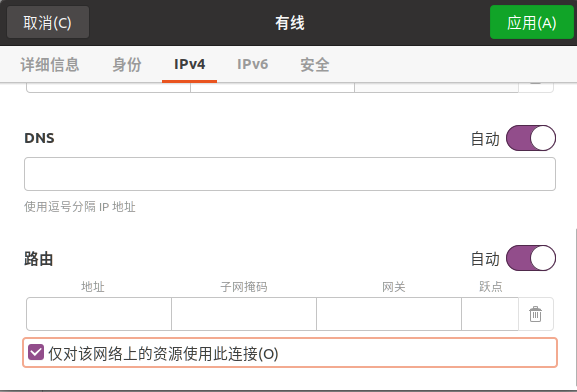 取消(C) 有线 应用(A)
详细信息 身份 IPv4 IPv6 安全
DNS 自动
使用逗号分隔 IP 地址
路由 自动
地址 子网掩码 网关 跃点
仅对该网络上的资源使用此连接(O)